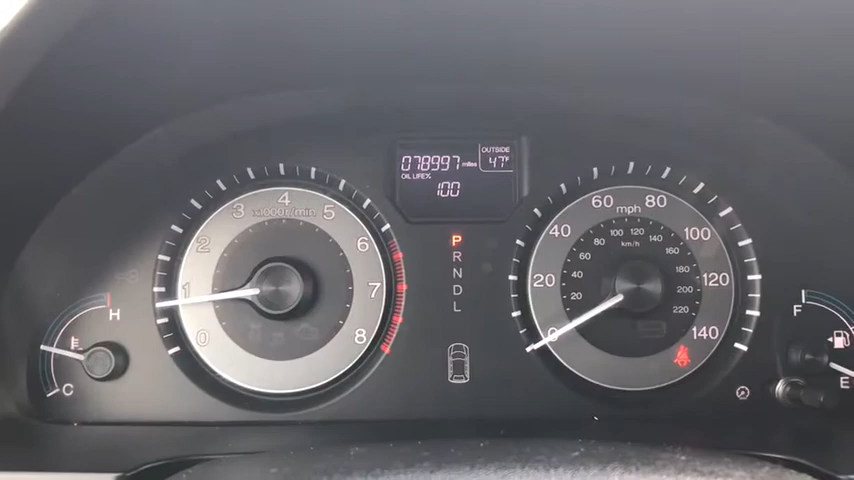 078997 miles
OUTSIDE
47°F
OIL LIFE%
100
P
R
N
D
L
x1000r/min
0
1
2
3
4
5
6
7
8
mph
0
20
40
60
80
100
120
140
km/h
20
40
60
80
100
120
140
160
180
200
220
H
C
F
E